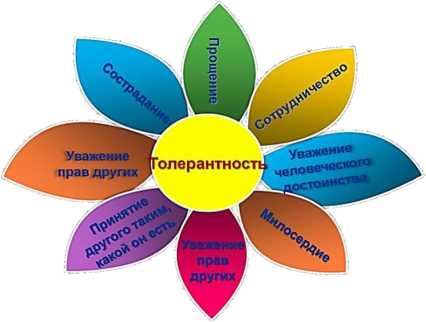 Прощение
Сотрудничество
Уважение
человеческого
достоинства
Милосердие
Уважение
прав
других
Принятие
другого таким,
какой он есть
Уважение
прав других
Сострадание
Толерантность